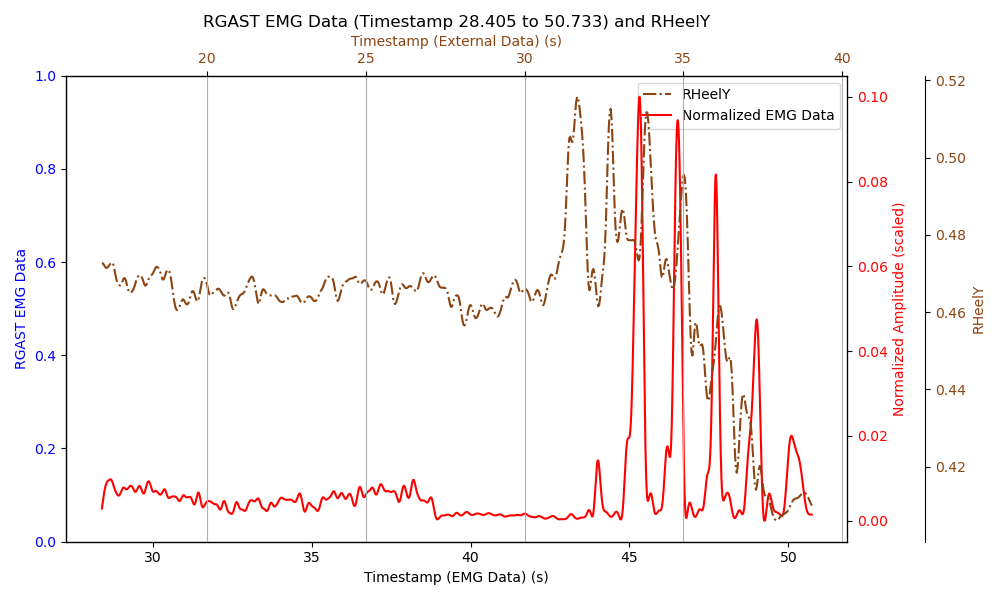 RGAST EMG Data (Timestamp 28.405 to 50.733) and RHeelY
Timestamp (External Data) (s)
20 25 30 35 40
RGAST EMG Data
1.0
0.8
0.6
0.4
0.2
0.0
RHeelY
Normalized EMG Data
0.10
0.08
0.06
0.04
0.02
0.00
Normalized Amplitude (scaled)
0.52
0.50
0.48
0.46
0.44
0.42
RHeelY
30 35 40 45 50
Timestamp (EMG Data) (s)